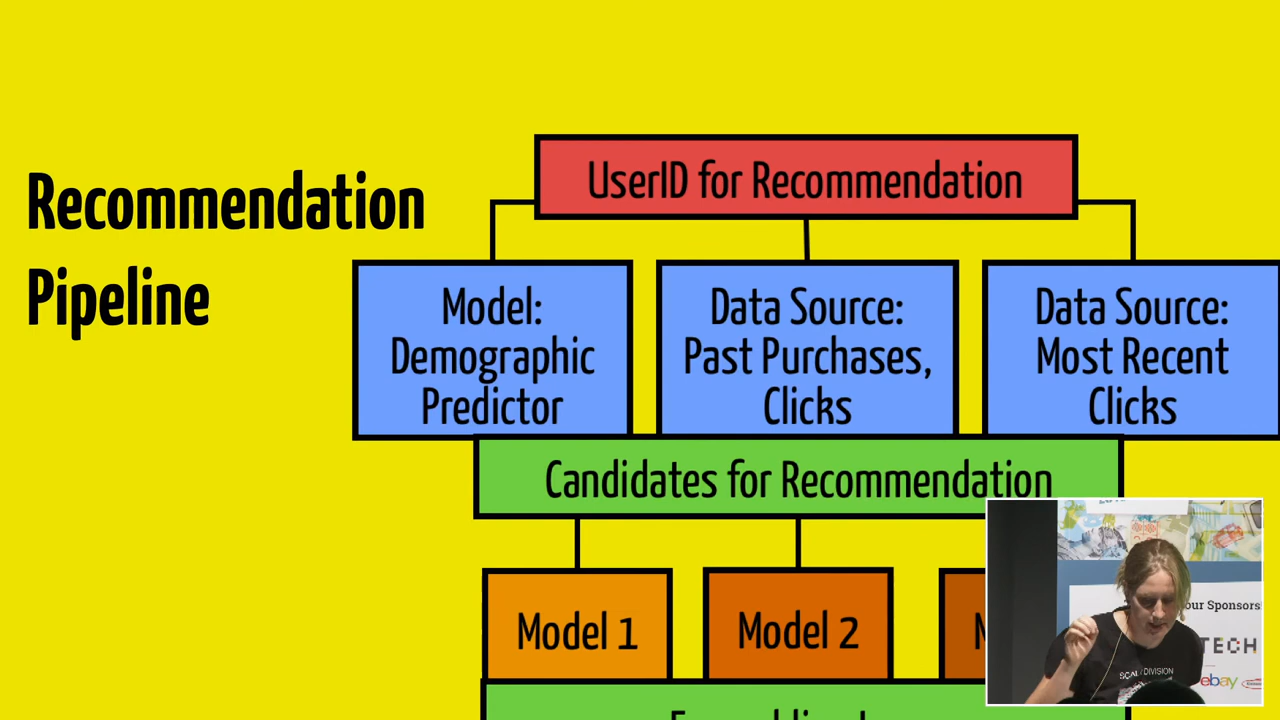 Recommendation
Pipeline
UserID for Recommendation
Model:
Demographic
Predictor
Data Source:
Past Purchases,
Clicks
Data Source:
Most Recent
Clicks
Candidates for Recommendation
Model 1
Model 2
our Sponsors
TECH
ebay